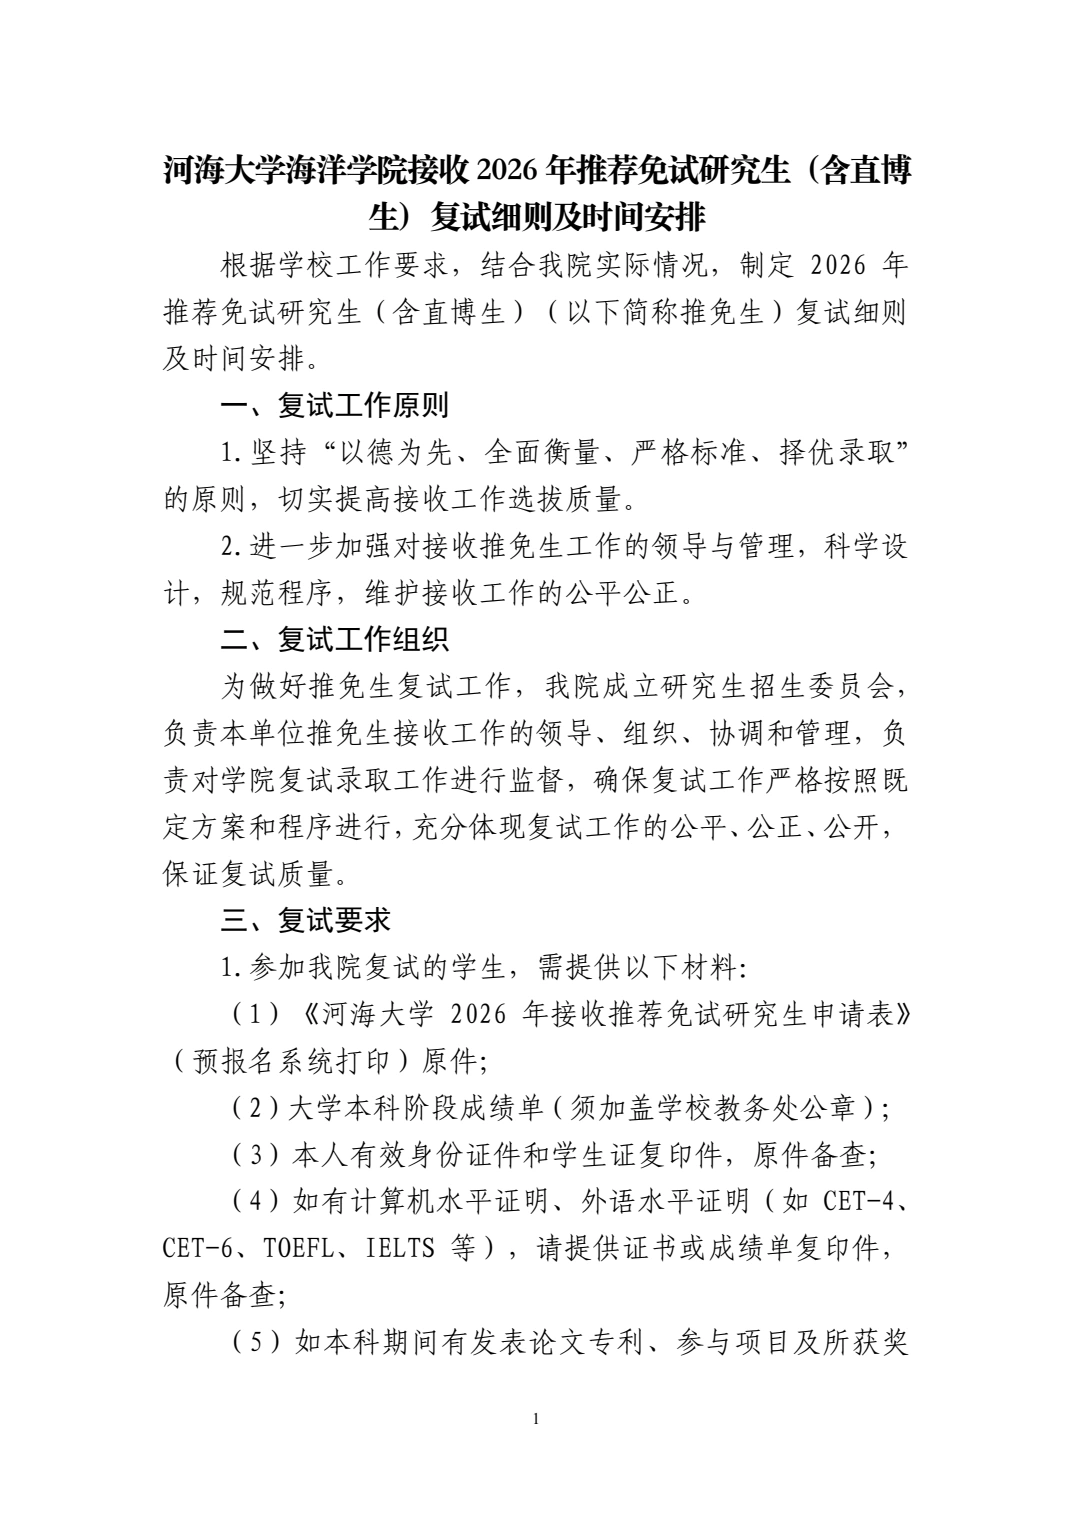 河海大学海洋学院接收 2026 年推荐免试研究生（含直博
生）复试细则及时间安排
根据学校工作要求，结合我院实际情况，制定 2026 年
推荐免试研究生（含直博生）（以下简称推免生）复试细则
及时间安排。
一、复试工作原则
1.坚持“以德为先、全面衡量、严格标准、择优录取”
的原则，切实提高接收工作选拔质量。
2.进一步加强对接收推免生工作的领导与管理，科学设
计，规范程序，维护接收工作的公平公正。
二、复试工作组织
为做好推免生复试工作，我院成立研究生招生委员会，
负责本单位推免生接收工作的领导、组织、协调和管理，负
责对学院复试录取工作进行监督，确保复试工作严格按照既
定方案和程序进行，充分体现复试工作的公平、公正、公开，
保证复试质量。
三、复试要求
1.参加我院复试的学生，需提供以下材料：
（1）《河海大学 2026 年接收推荐免试研究生申请表》
（预报名系统打印）原件；
（2）大学本科阶段成绩单（须加盖学校教务处公章）；
（3）本人有效身份证件和学生证复印件，原件备查；
（4）如有计算机水平证明、外语水平证明（如 CET-4、
CET-6、TOEFL、IELTS 等），请提供证书或成绩单复印件，
原件备查；
（5）如本科期间有发表论文专利、参与项目及所获奖
1